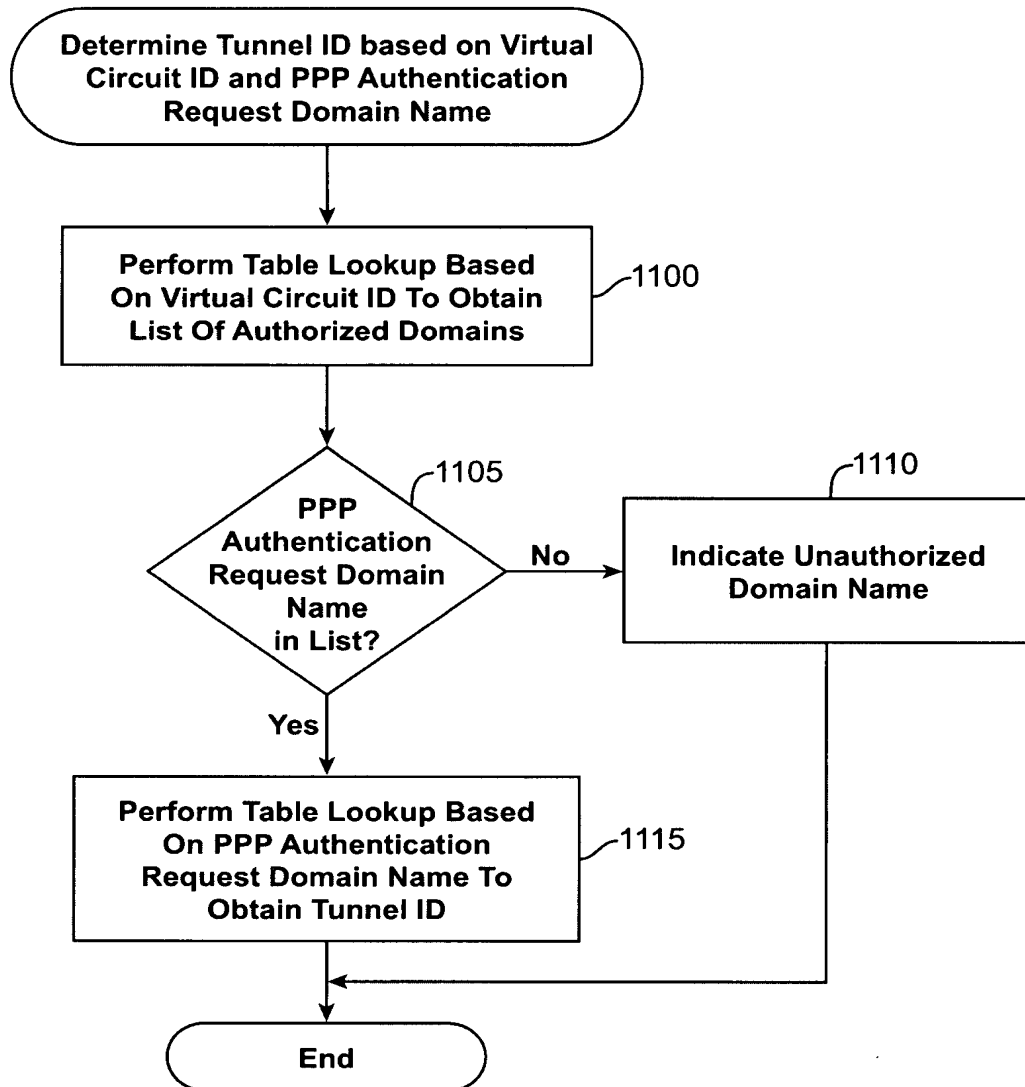 Determine Tunnel ID based on Virtual
Circuit ID and PPP Authentication
Request Domain Name
Perform Table Lookup Based
On Virtual Circuit ID To Obtain
List Of Authorized Domains
1100
PPP
Authentication
Request Domain
Name
in List?
1105
No
1110
Indicate Unauthorized
Domain Name
Yes
Perform Table Lookup Based
On PPP Authentication
Request Domain Name To
Obtain Tunnel ID
1115
End